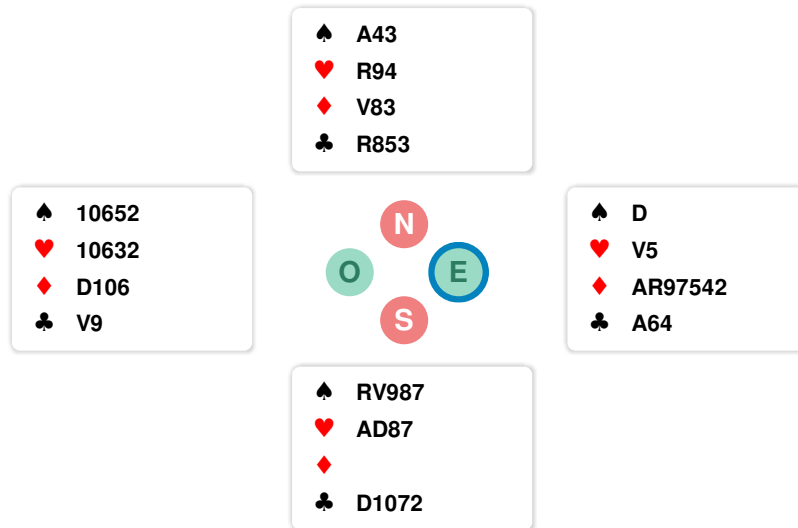 ♠ A43
♥ R94
♦ V83
♣ R853
♠ 10652
♥ 10632
♦ D106
♣ V9
N
O
E
S
♠ D
♥ V5
♦ AR97542
♣ A64
♠ RV987
♥ AD87
♦
♣ D1072